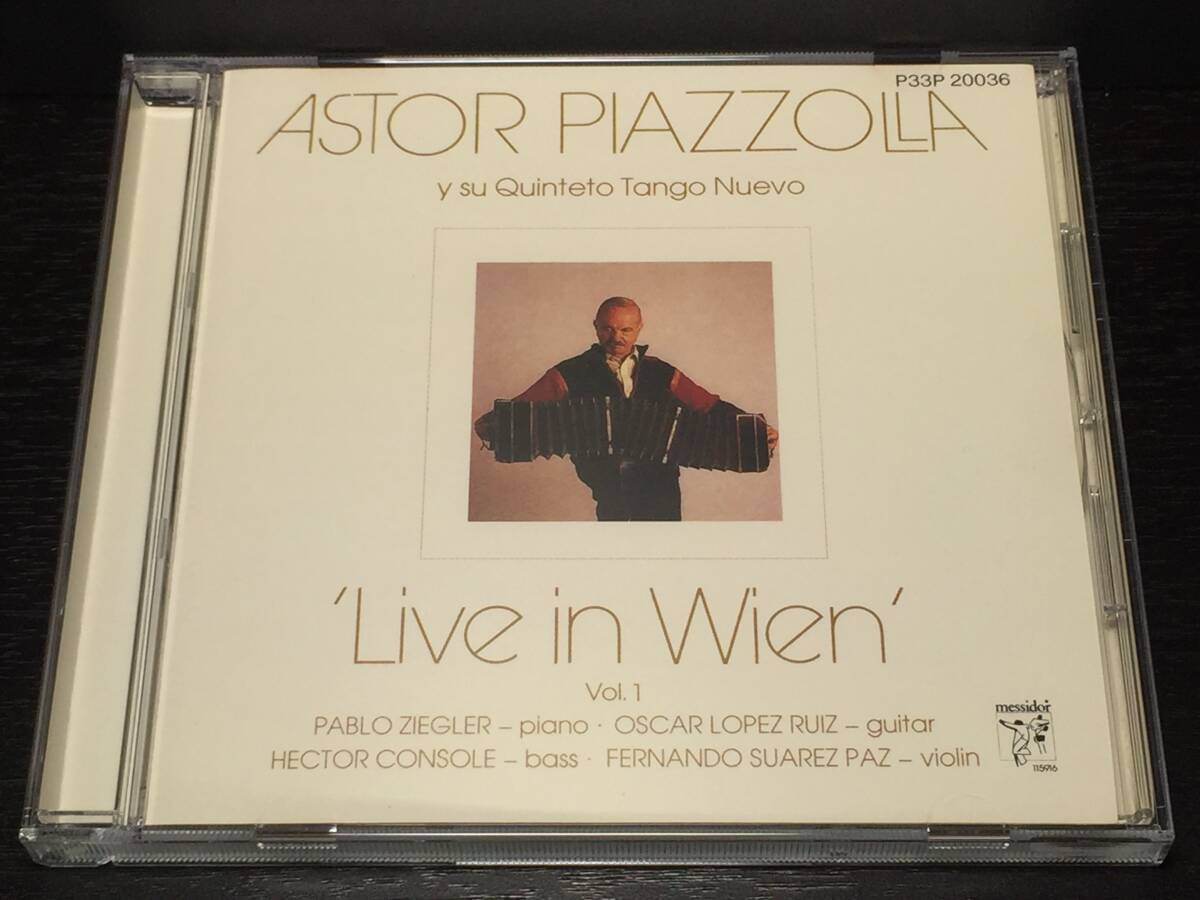 P33P 20036
ASTOR PIAZZOLLA
y su Quinteto Tango Nuevo
'Live in Wien'
Vol. 1
PABLO ZIEGLER – piano · OSCAR LOPEZ RUIZ – guitar
HECTOR CONSOLE – bass · FERNANDO SUAREZ PAZ – violin
messidor
115916